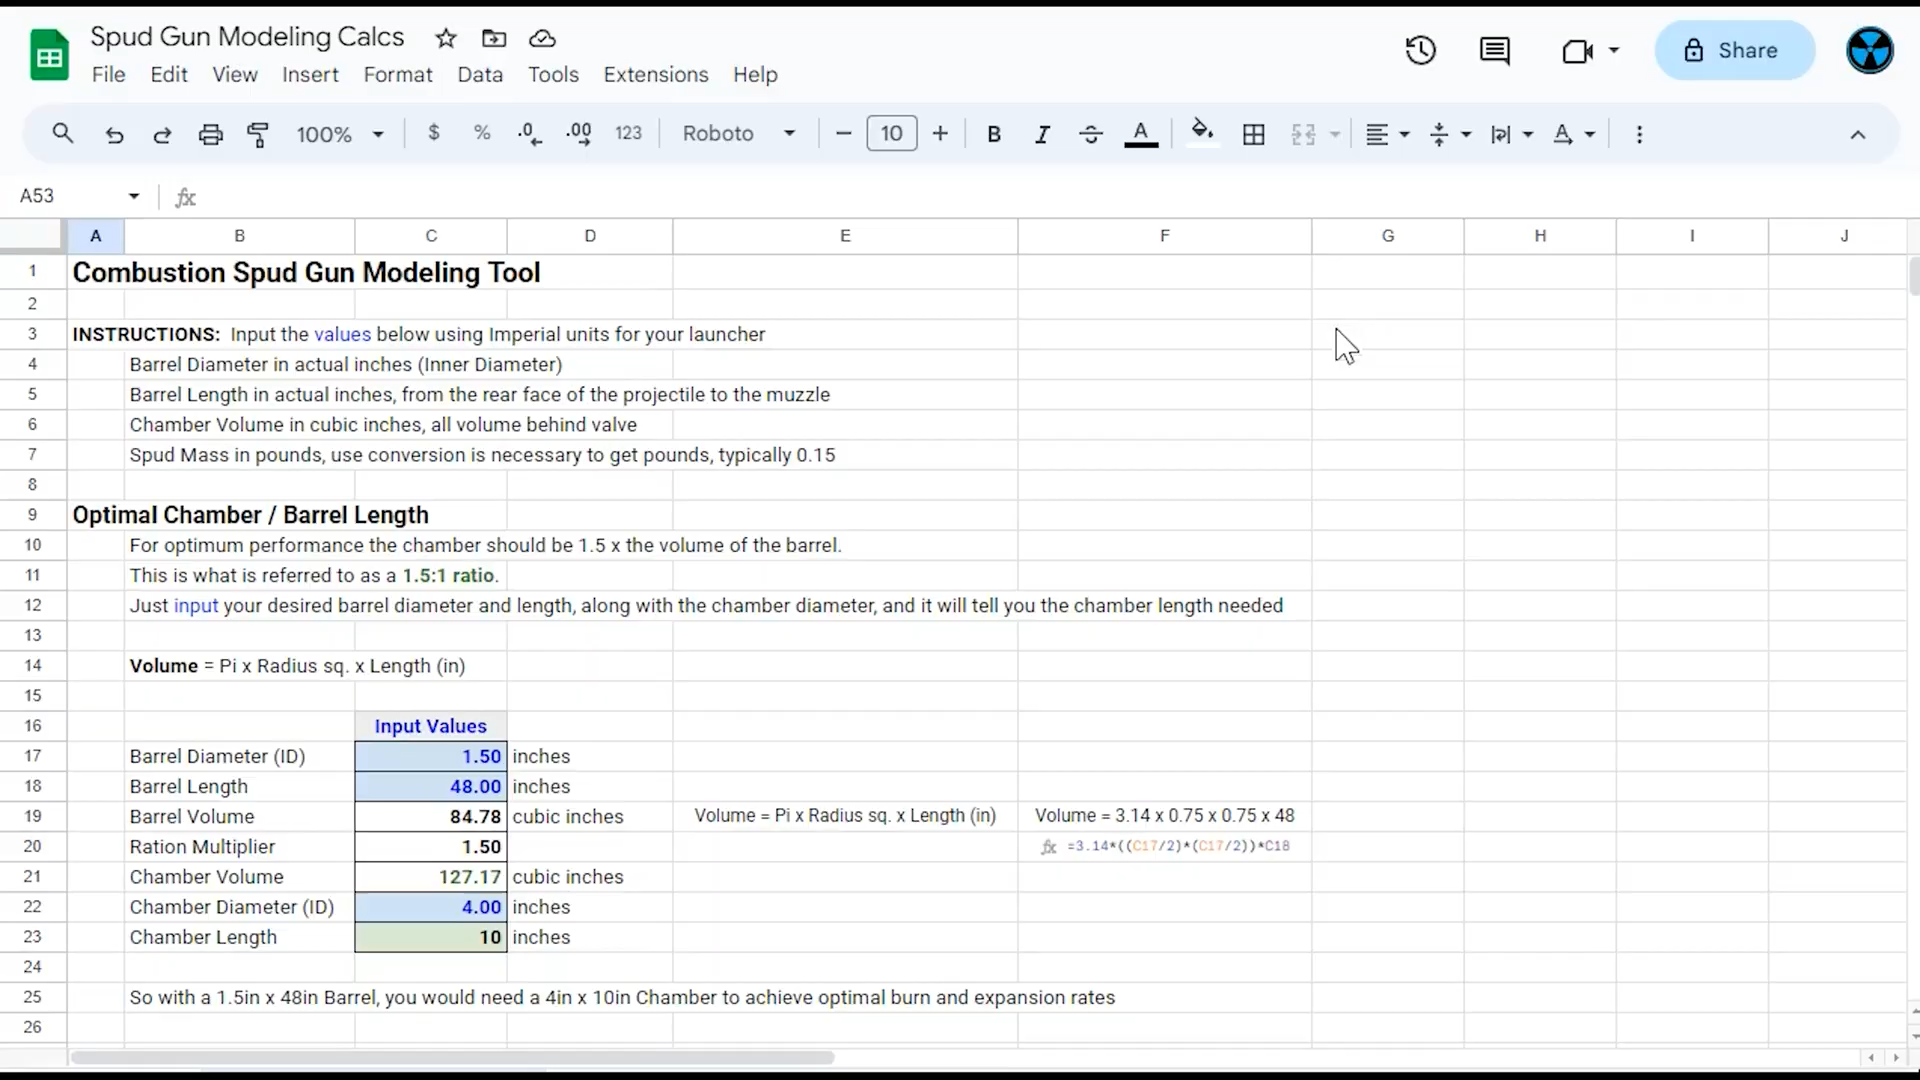 Spud Gun Modeling Calcs
File Edit View Insert Format Data Tools Extensions Help
Share
100% $ % .0 .00 123 Roboto 10 B I A
A53 fx
A B C D E F G H I J
1 Combustion Spud Gun Modeling Tool
2
3 INSTRUCTIONS: Input the values below using Imperial units for your launcher
4 Barrel Diameter in actual inches (Inner Diameter)
5 Barrel Length in actual inches, from the rear face of the projectile to the muzzle
6 Chamber Volume in cubic inches, all volume behind valve
7 Spud Mass in pounds, use conversion is necessary to get pounds, typically 0.15
8
9 Optimal Chamber / Barrel Length
10 For optimum performance the chamber should be 1.5 x the volume of the barrel.
11 This is what is referred to as a 1.5:1 ratio.
12 Just input your desired barrel diameter and length, along with the chamber diameter, and it will tell you the chamber length needed
13
14 Volume = Pi x Radius sq. x Length (in)
15
16 Input Values
17 Barrel Diameter (ID) 1.50 inches
18 Barrel Length 48.00 inches
19 Barrel Volume 84.78 cubic inches Volume = Pi x Radius sq. x Length (in) Volume = 3.14 x 0.75 x 0.75 x 48
20 Ration Multiplier 1.50 fx =3.14*((C17/2)*(C17/2))*C18
21 Chamber Volume 127.17 cubic inches
22 Chamber Diameter (ID) 4.00 inches
23 Chamber Length 10 inches
24
25 So with a 1.5in x 48in Barrel, you would need a 4in x 10in Chamber to achieve optimal burn and expansion rates
26